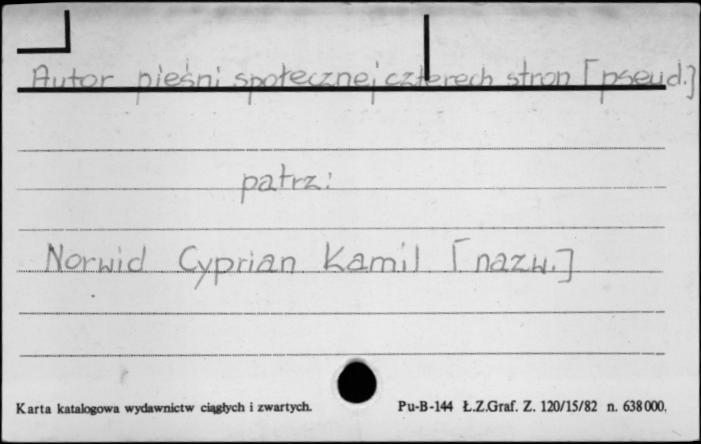 Autor pieśni społecznej czterech stron [pseud.]
patrz:
Norwid Cyprian Kamil [nazw.]
Karta katalogowa wydawnictw ciągłych i zwartych. Pu-B-144 Ł.Z.Graf. Z. 120/15/82 n. 638000.